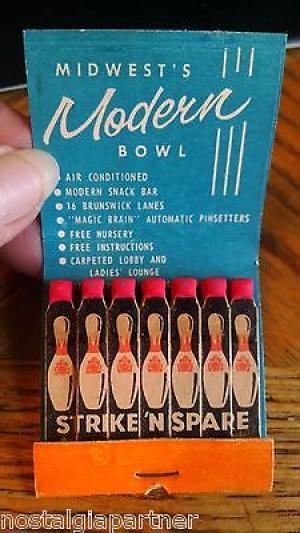 MIDWEST'S
Modern
BOWL
• AIR CONDITIONED
• MODERN SNACK BAR
• 16 BRUNSWICK LANES
• "MAGIC BRAIN" AUTOMATIC PINSETTERS
• FREE NURSERY
• FREE INSTRUCTIONS
• CARPETED LOBBY AND
LADIES' LOUNGE
STRIKE 'N SPARE
nostalgiapartner